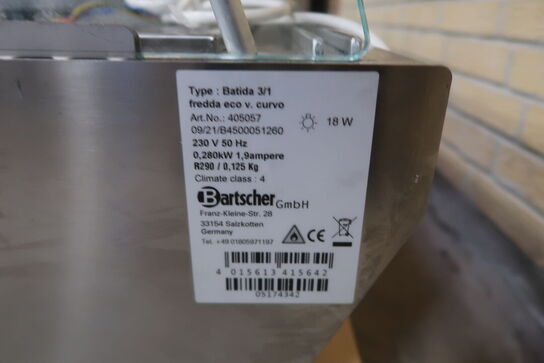 Type : Batida 3/1
fredda eco v. curvo
Art.No.: 405057
09/21/B4500051260
18 W
230 V 50 Hz
0,280kW 1,9ampere
R290 / 0,125 Kg
Climate class : 4
Bartscher GmbH
Franz-Kleine-Str. 28
33154 Salzkotten
Germany
Tel. +49 01805971197
CE
4 015613 415642
05174342